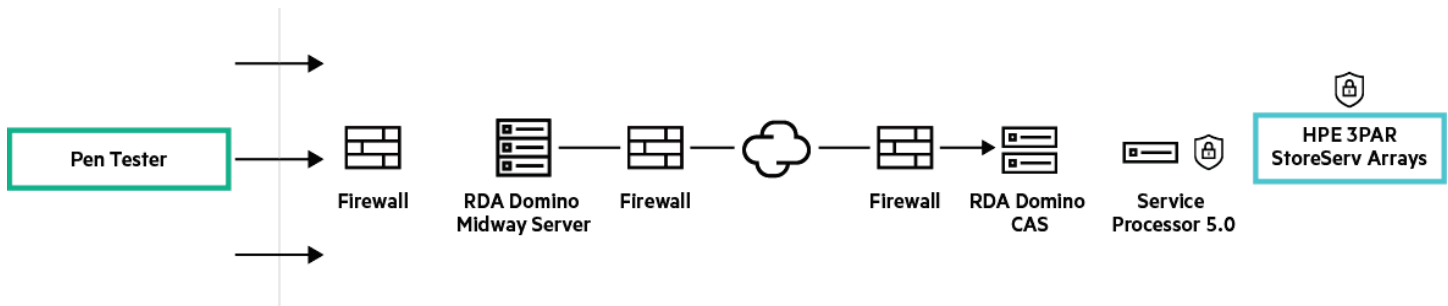 Pen Tester
Firewall
RDA Domino
Midway Server
Firewall
Firewall
RDA Domino
CAS
Service
Processor 5.0
HPE 3PAR
StoreServ Arrays